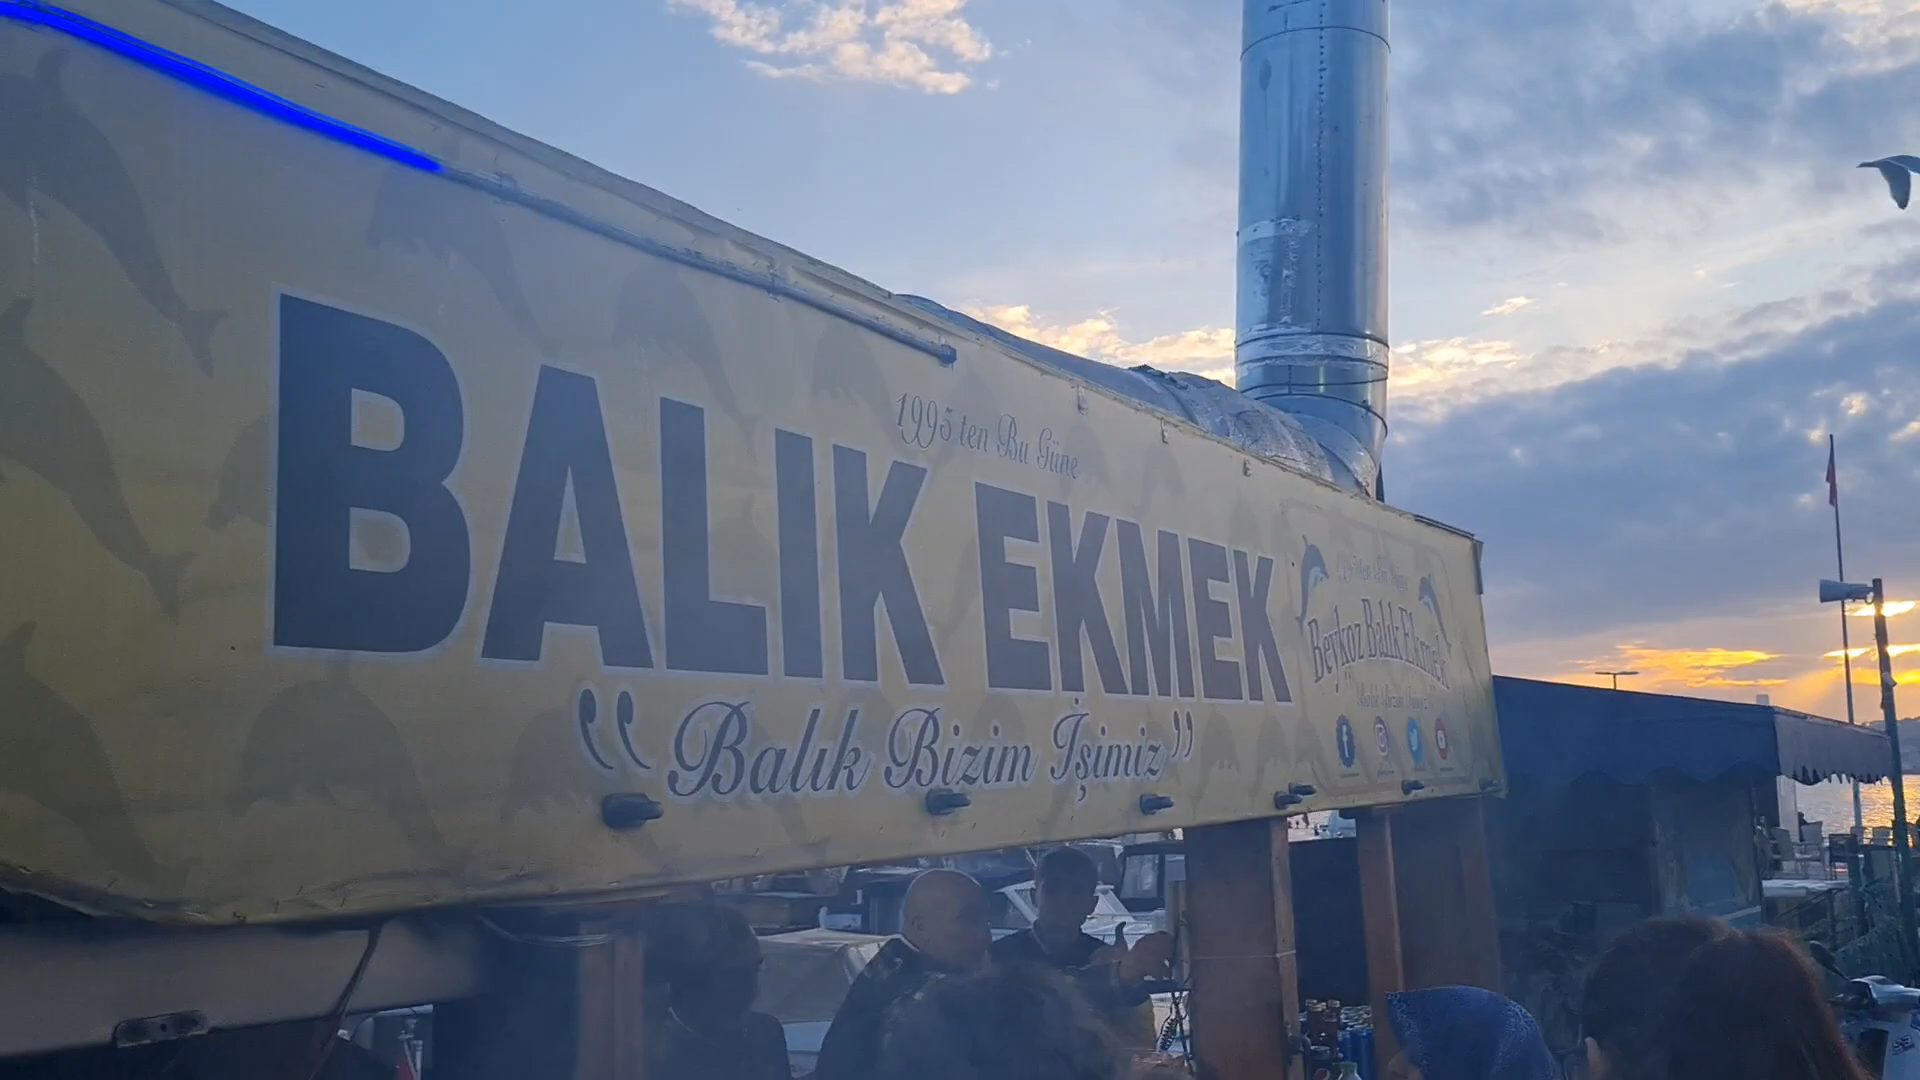 1995 ten Bu Güne
BALIK EKMEK
"Balık Bizim İşimiz"
Beykoz Balık Ekmek